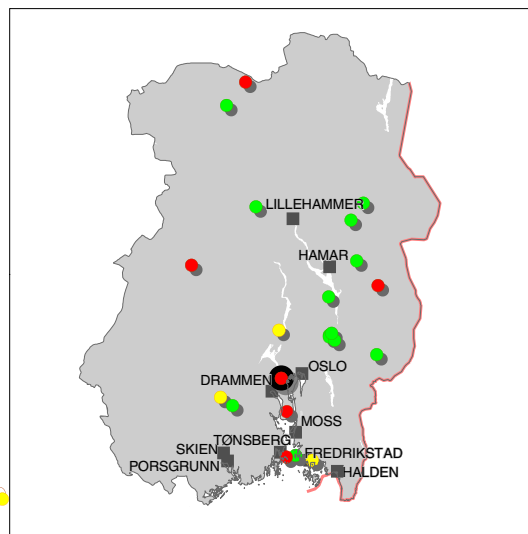 LILLEHAMMER
HAMAR
OSLO
DRAMMEN
MOSS
TØNSBERG
SKIEN
FREDRIKSTAD
PORSGRUNN
HALDEN